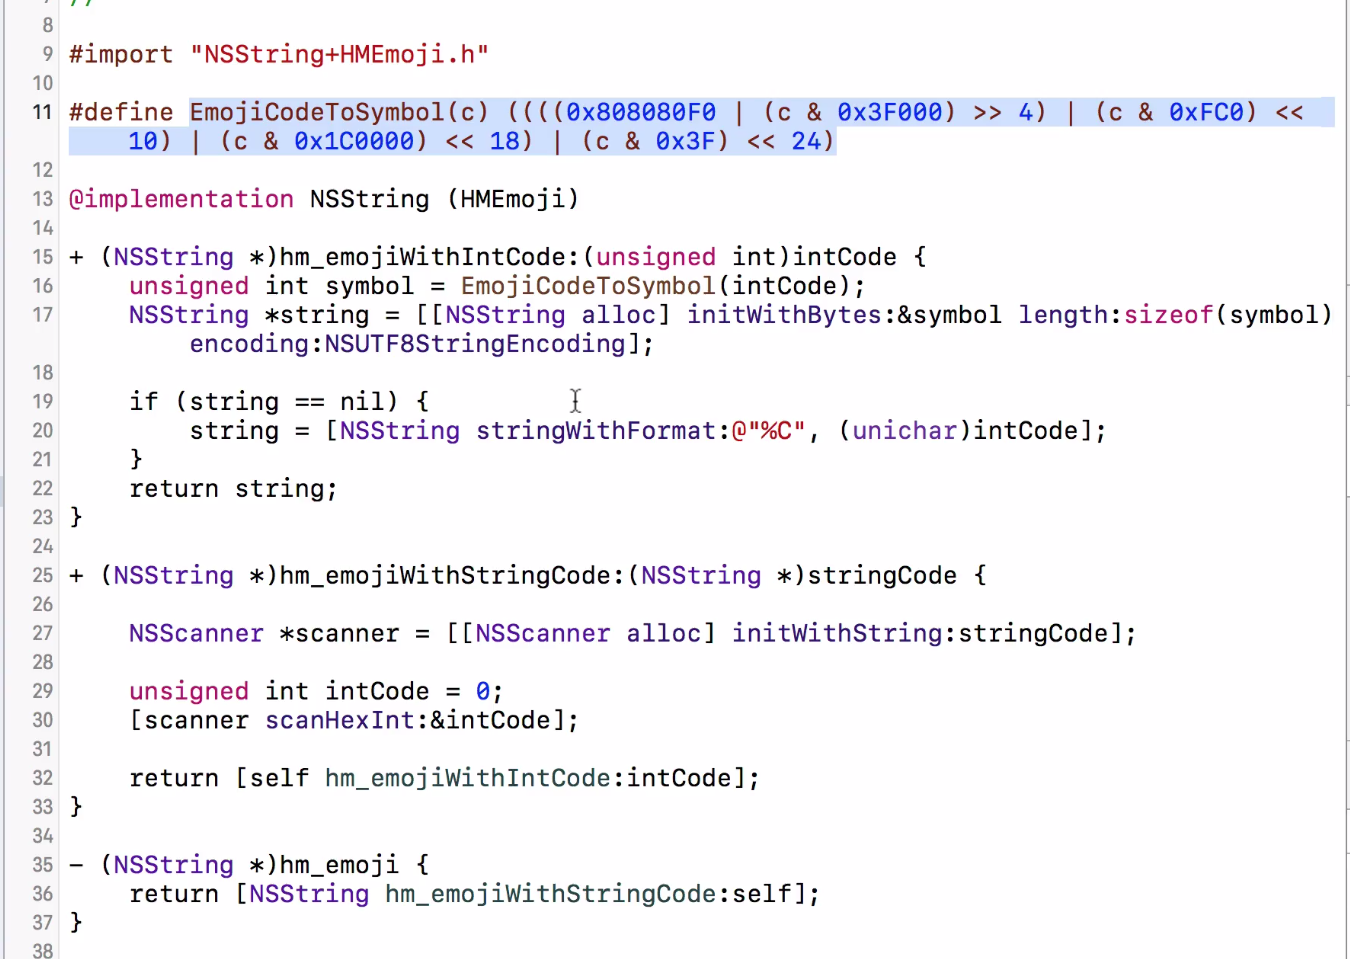 //
8
9 #import "NSString+HMEmoji.h"
10
11 #define EmojiCodeToSymbol(c) ((((0x808080F0 | (c & 0x3F000) >> 4) | (c & 0xFC0) <<
10) | (c & 0x1C0000) << 18) | (c & 0x3F) << 24)
12
13 @implementation NSString (HMEmoji)
14
15 + (NSString *)hm_emojiWithIntCode:(unsigned int)intCode {
16 unsigned int symbol = EmojiCodeToSymbol(intCode);
17 NSString *string = [[NSString alloc] initWithBytes:&symbol length:sizeof(symbol)
encoding:NSUTF8StringEncoding];
18
19 if (string == nil) {
20 string = [NSString stringWithFormat:@"%C", (unichar)intCode];
21 }
22 return string;
23 }
24
25 + (NSString *)hm_emojiWithStringCode:(NSString *)stringCode {
26
27 NSScanner *scanner = [[NSScanner alloc] initWithString:stringCode];
28
29 unsigned int intCode = 0;
30 [scanner scanHexInt:&intCode];
31
32 return [self hm_emojiWithIntCode:intCode];
33 }
34
35 - (NSString *)hm_emoji {
36 return [NSString hm_emojiWithStringCode:self];
37 }
38